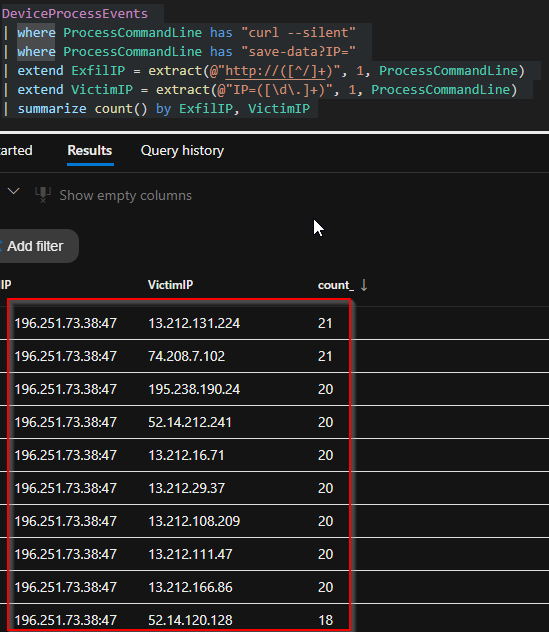 DeviceProcessEvents
| where ProcessCommandLine has "curl --silent"
| where ProcessCommandLine has "save-data?IP="
| extend ExfilIP = extract(@"http://([^/]+)", 1, ProcessCommandLine)
| extend VictimIP = extract(@"IP=([\d\.]+)", 1, ProcessCommandLine)
| summarize count() by ExfilIP, VictimIP
tarted Results Query history
Show empty columns
Add filter
IP VictimIP count_ ↓
196.251.73.38:47 13.212.131.224 21
196.251.73.38:47 74.208.7.102 21
196.251.73.38:47 195.238.190.24 20
196.251.73.38:47 52.14.212.241 20
196.251.73.38:47 13.212.16.71 20
196.251.73.38:47 13.212.29.37 20
196.251.73.38:47 13.212.108.209 20
196.251.73.38:47 13.212.111.47 20
196.251.73.38:47 13.212.166.86 20
196.251.73.38:47 52.14.120.128 18